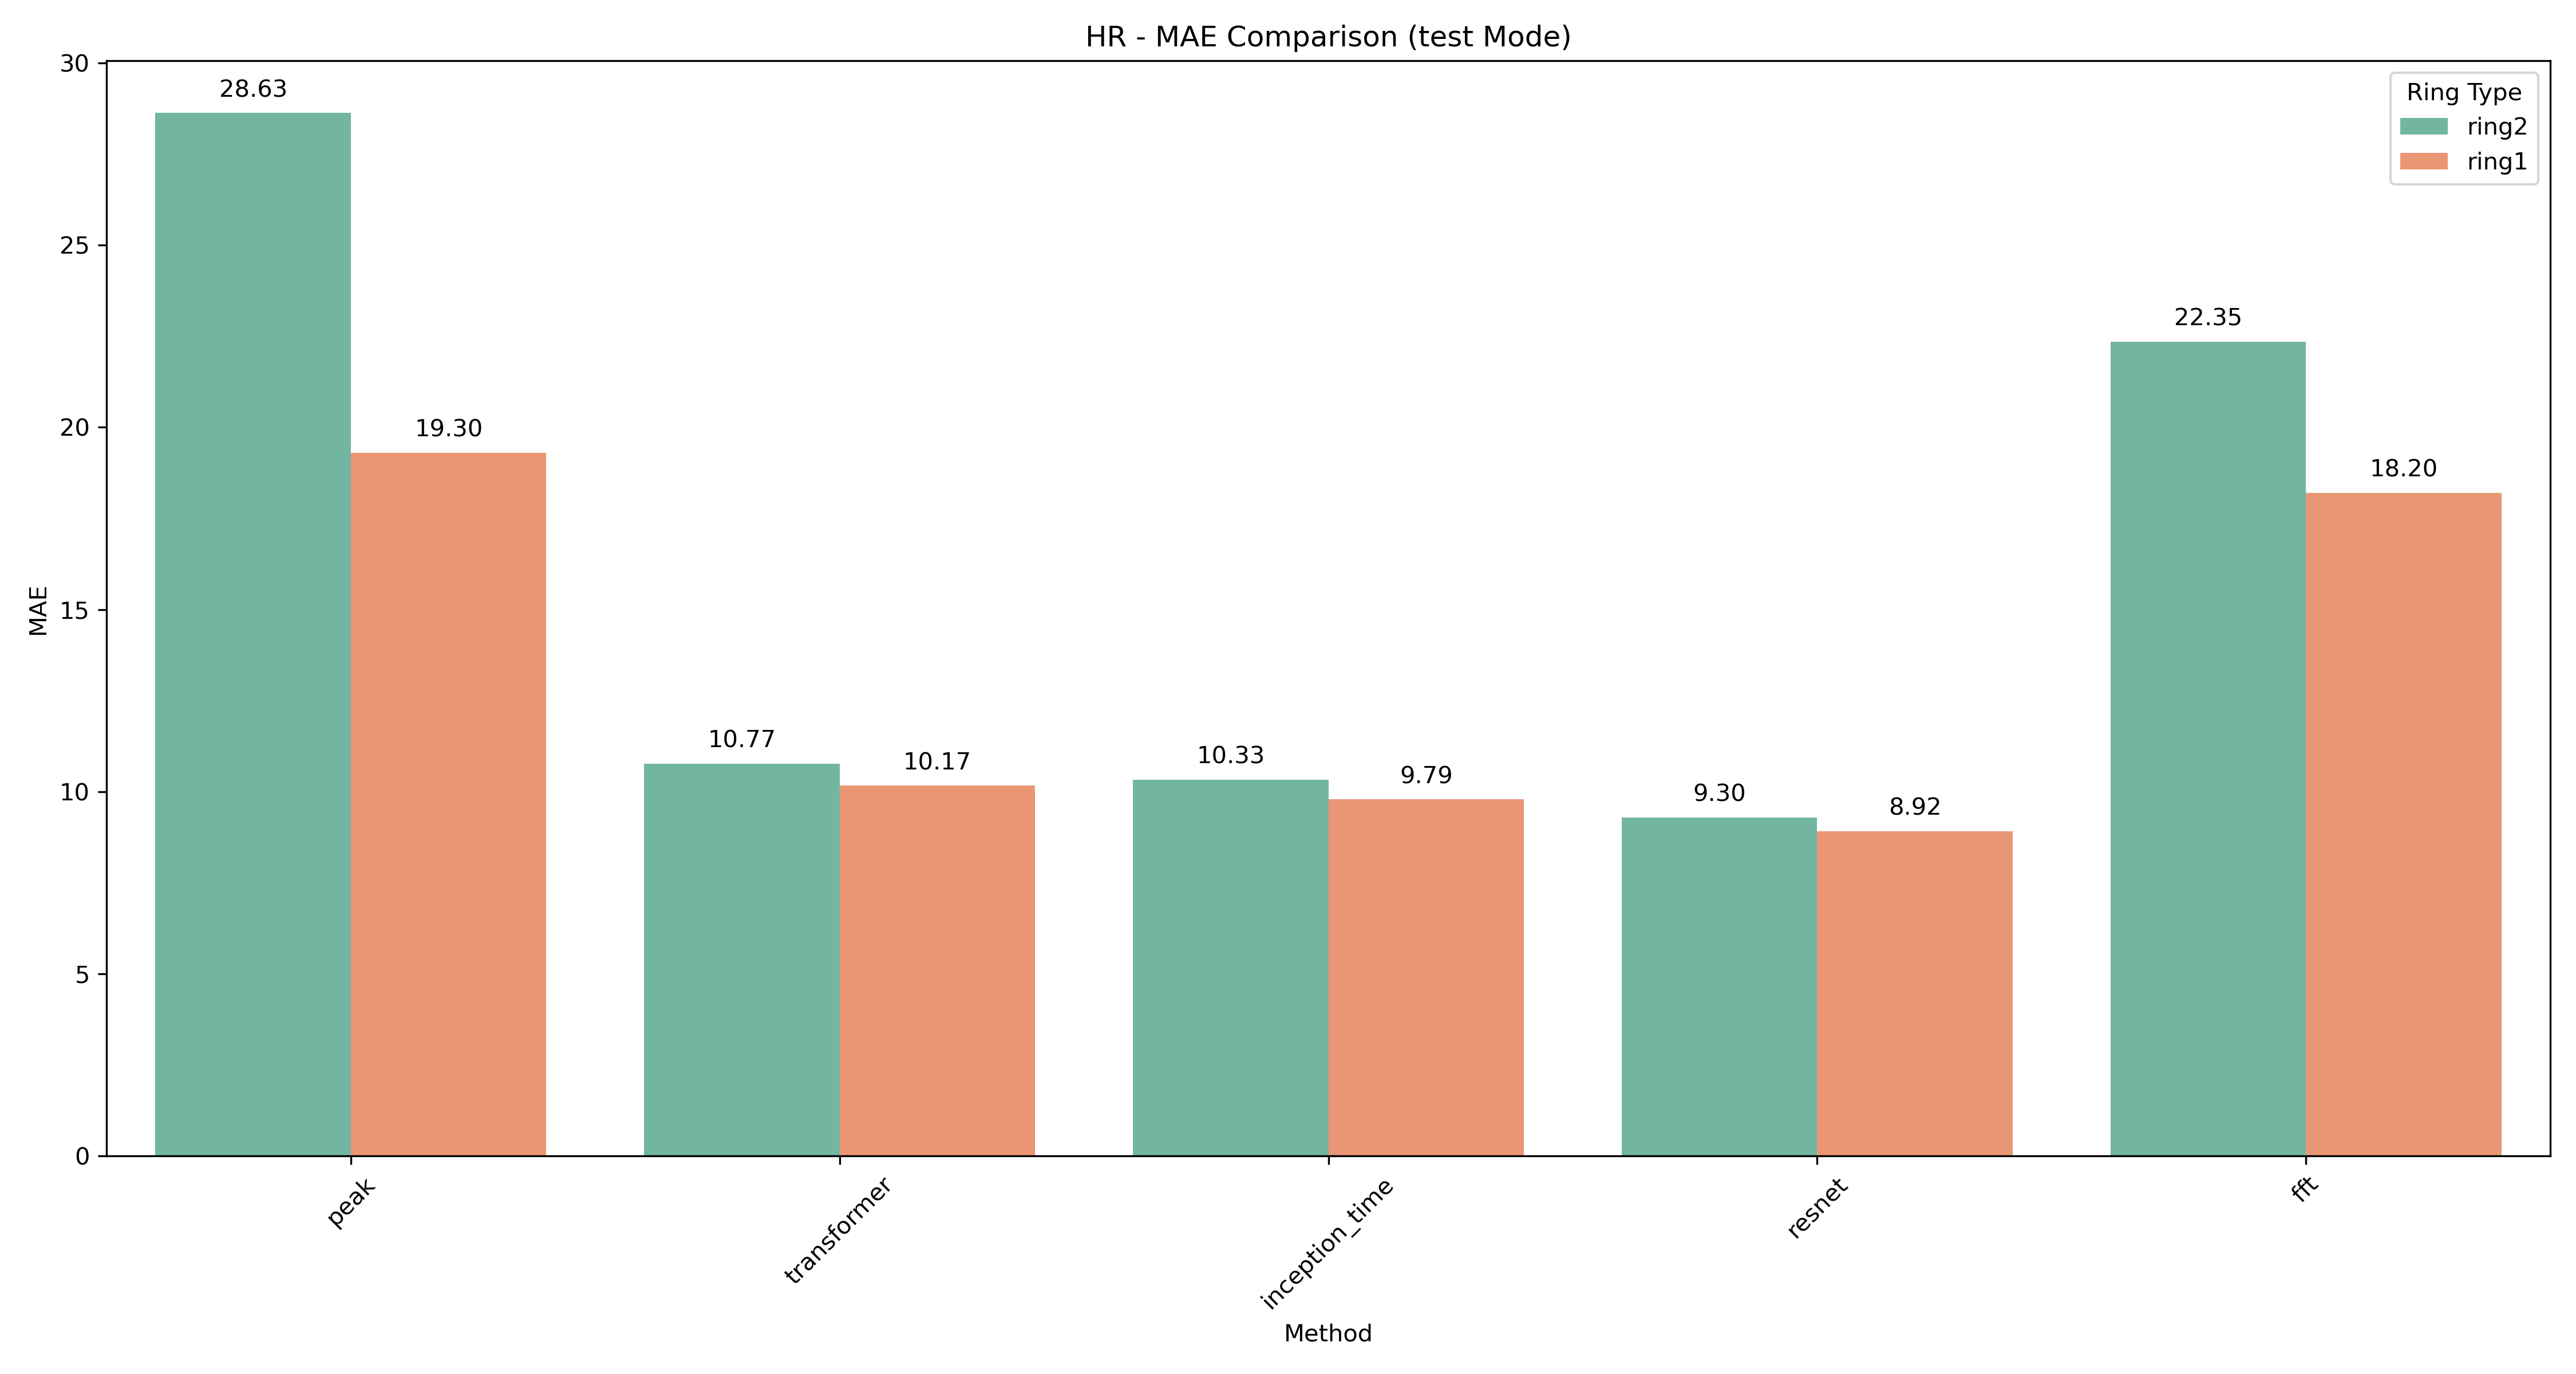 HR - MAE Comparison (test Mode)
Ring Type
ring2
ring1
MAE
30
25
20
15
10
5
0
28.63
19.30
10.77
10.17
10.33
9.79
9.30
8.92
22.35
18.20
peak
transformer
inception_time
resnet
fft
Method